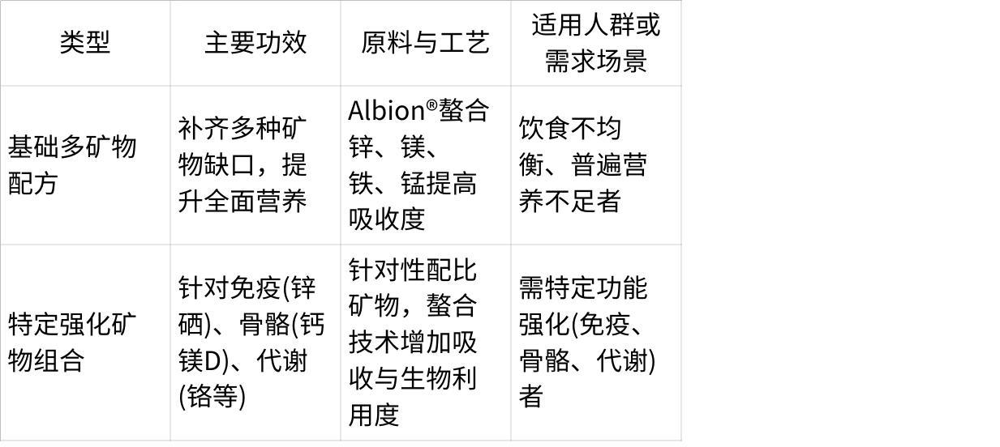 类型
主要功效
原料与工艺
适用人群或
需求场景
基础多矿物
配方
补齐多种矿
物缺口，提
升全面营养
Albion®螯合
锌、镁、
铁、锰提高
吸收度
饮食不均
衡、普遍营
养不足者
特定强化矿
物组合
针对免疫(锌
硒)、骨骼(钙
镁D)、代谢
(铬等)
针对性配比
矿物，螯合
技术增加吸
收与生物利
用度
需特定功能
强化(免疫、
骨骼、代谢)
者